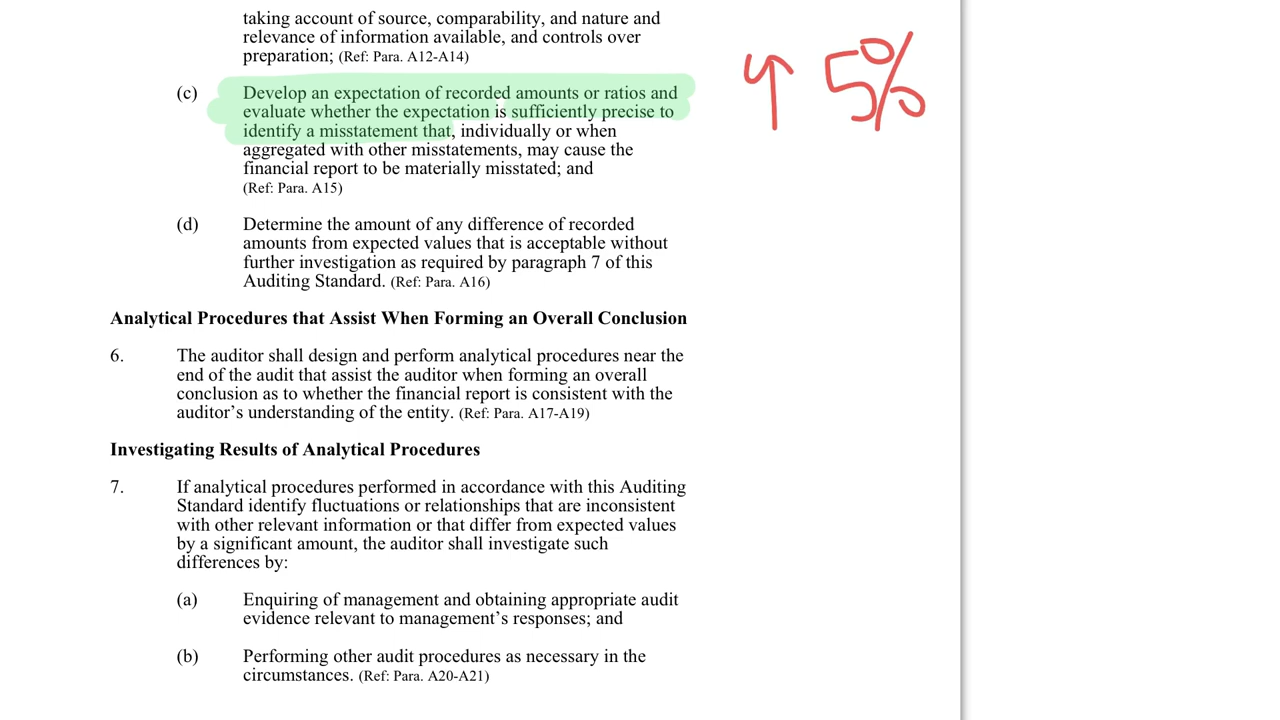 taking account of source, comparability, and nature and
relevance of information available, and controls over
preparation; (Ref: Para. A12-A14)
↑ 5%
(c) Develop an expectation of recorded amounts or ratios and
evaluate whether the expectation is sufficiently precise to
identify a misstatement that, individually or when
aggregated with other misstatements, may cause the
financial report to be materially misstated; and
(Ref: Para. A15)
(d) Determine the amount of any difference of recorded
amounts from expected values that is acceptable without
further investigation as required by paragraph 7 of this
Auditing Standard. (Ref: Para. A16)
Analytical Procedures that Assist When Forming an Overall Conclusion
6. The auditor shall design and perform analytical procedures near the
end of the audit that assist the auditor when forming an overall
conclusion as to whether the financial report is consistent with the
auditor’s understanding of the entity. (Ref: Para. A17-A19)
Investigating Results of Analytical Procedures
7. If analytical procedures performed in accordance with this Auditing
Standard identify fluctuations or relationships that are inconsistent
with other relevant information or that differ from expected values
by a significant amount, the auditor shall investigate such
differences by:
(a) Enquiring of management and obtaining appropriate audit
evidence relevant to management’s responses; and
(b) Performing other audit procedures as necessary in the
circumstances. (Ref: Para. A20-A21)